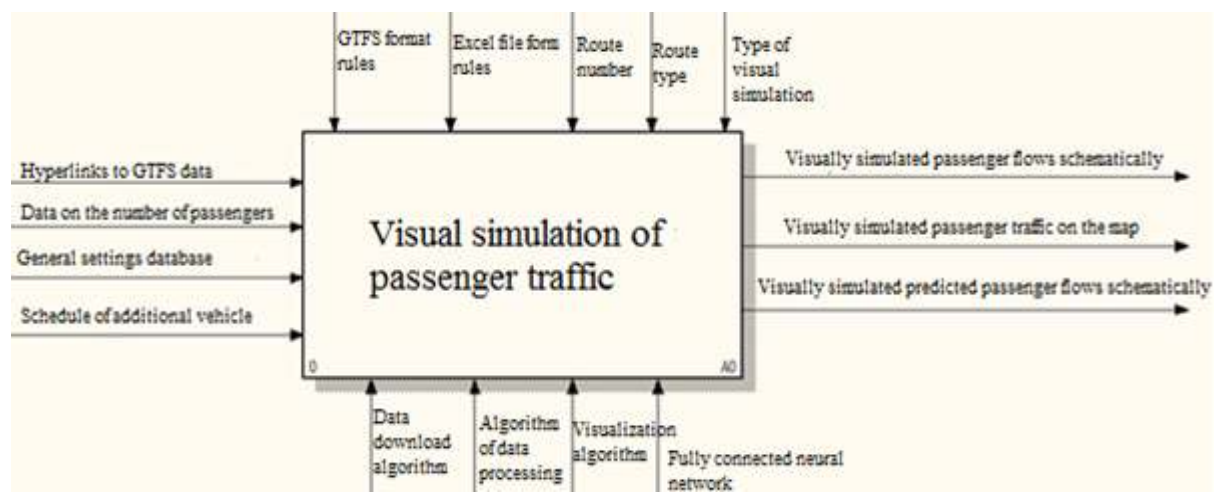 GTFS format
rules
Excel file form
rules
Route
number
Route
type
Type of
visual
simulation
Hyperlinks to GTFS data
Data on the number of passengers
General settings database
Schedule of additional vehicle
Visual simulation of
passenger traffic
0
A0
Visually simulated passenger flows schematically
Visually simulated passenger traffic on the map
Visually simulated predicted passenger flows schematically
Data
download
algorithm
Algorithm
of data
processing
Visualization
algorithm
Fully connected neural
network